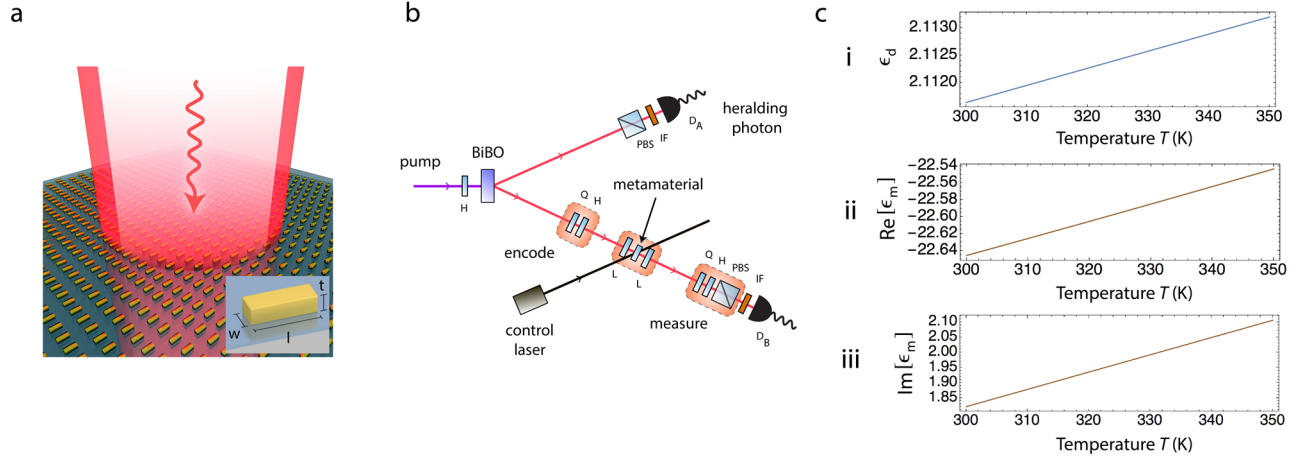 a
t
w
l
b
pump
BiBO
H
PBS
IF
D_A
heralding
photon
metamaterial
Q
H
encode
L
L
control
laser
Q
H
PBS
IF
measure
D_B
c
i
ϵ_d
2.1130
2.1125
2.1120
300 310 320 330 340 350
Temperature T (K)
ii
Re[ϵ_m]
−22.54
−22.56
−22.58
−22.60
−22.62
−22.64
300 310 320 330 340 350
Temperature T (K)
iii
Im[ϵ_m]
2.10
2.05
2.00
1.95
1.90
1.85
300 310 320 330 340 350
Temperature T (K)